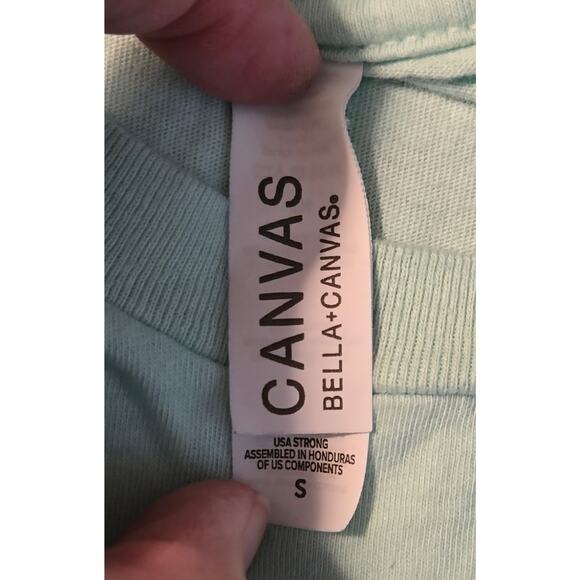 CANVAS
BELLA+CANVAS®
USA STRONG
ASSEMBLED IN HONDURAS
OF US COMPONENTS
S